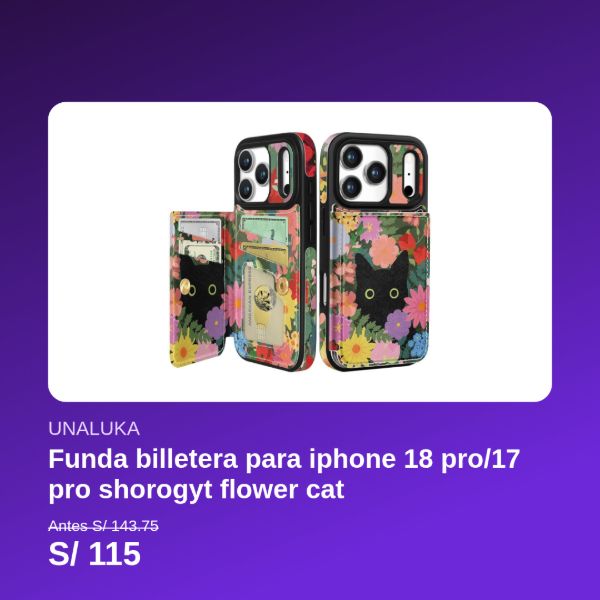 UNALUKA
Funda billetera para iphone 18 pro/17
pro shorogyt flower cat
Antes S/ 143.75
S/ 115